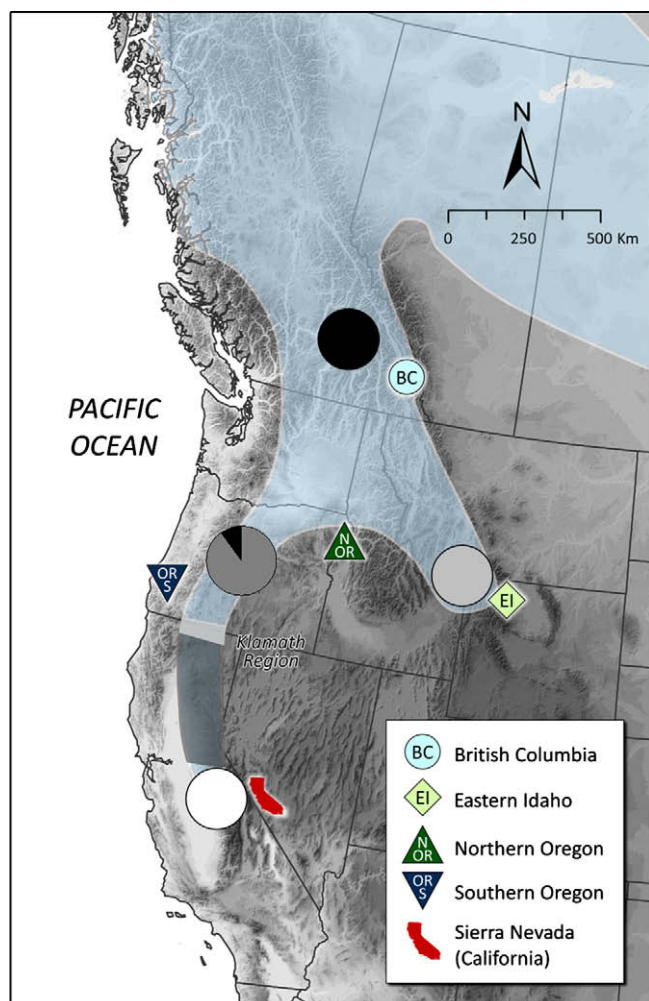 N
0 250 500 Km
BC
PACIFIC
OCEAN
N
OR
OR
S
EI
Klamath
Region
BC British Columbia
EI Eastern Idaho
N
OR Northern Oregon
OR
S Southern Oregon
Sierra Nevada
(California)